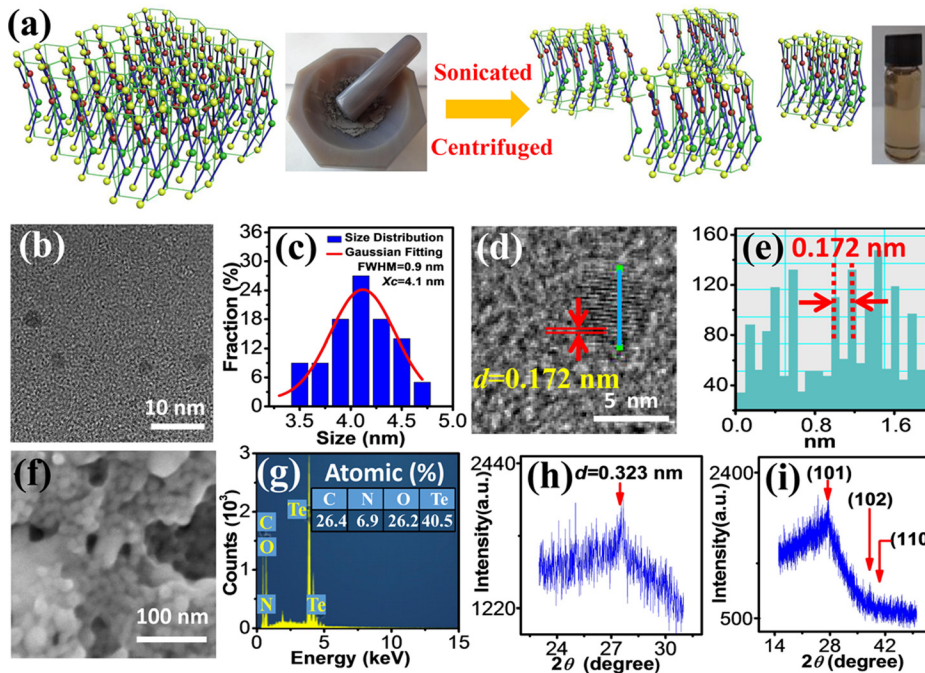 (a)
Sonicated
Centrifuged
(b)
10 nm
(c)
Size Distribution
Gaussian Fitting
FWHM=0.9 nm
Xc=4.1 nm
36
30
24
18
12
6
0
Fraction (%)
3.5 4.0 4.5 5.0
Size (nm)
(d)
d=0.172 nm
5 nm
(e)
0.172 nm
160
120
80
40
0.0 0.6 1.2 1.8
nm
(f)
100 nm
(g)
Atomic (%)
C N O Te
26.4 6.9 26.2 40.5
Te
C
O
N
Te
3
2
1
0
Counts (10³)
0 5 10 15
Energy (keV)
(h)
d=0.323 nm
2440
1220
Intensity(a.u.)
24 27 30
2θ (degree)
(i)
(101)
(102)
(110
2400
500
Intensity(a.u.)
14 28 42
2θ (degree)